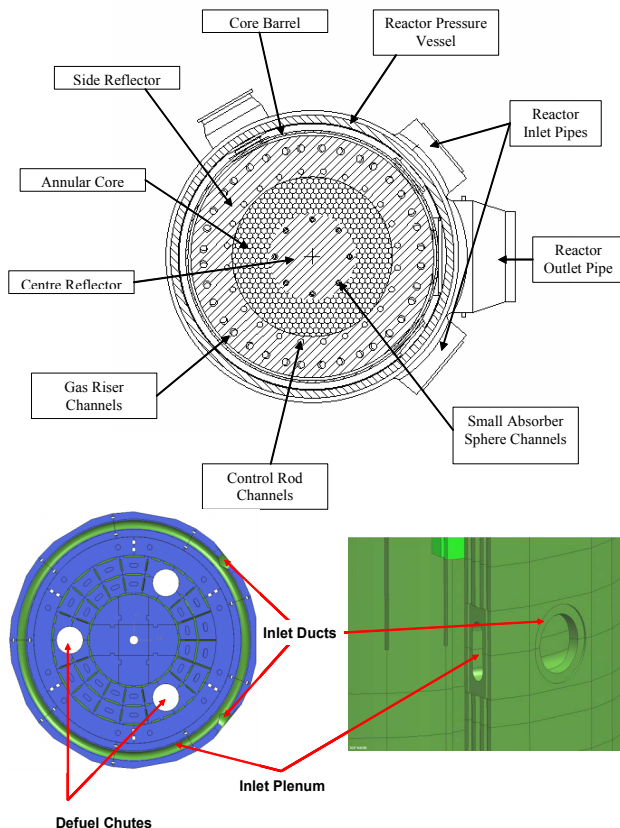 Core Barrel
Reactor Pressure
Vessel
Side Reflector
Reactor
Inlet Pipes
Annular Core
Centre Reflector
Reactor
Outlet Pipe
Gas Riser
Channels
Small Absorber
Sphere Channels
Control Rod
Channels
Inlet Ducts
Inlet Plenum
Defuel Chutes